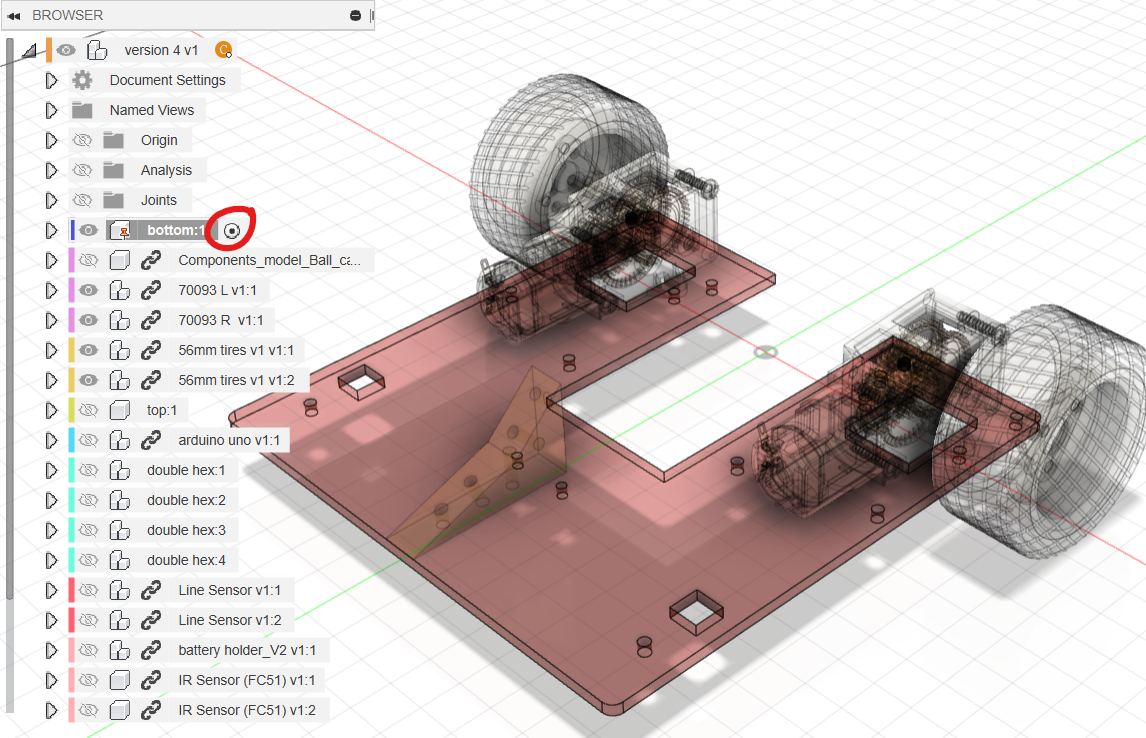 BROWSER
version 4 v1
Document Settings
Named Views
Origin
Analysis
Joints
bottom:1
Components_model_Ball_ca...
70093 L v1:1
70093 R v1:1
56mm tires v1 v1:1
56mm tires v1 v1:2
top:1
arduino uno v1:1
double hex:1
double hex:2
double hex:3
double hex:4
Line Sensor v1:1
Line Sensor v1:2
battery holder_V2 v1:1
IR Sensor (FC51) v1:1
IR Sensor (FC51) v1:2